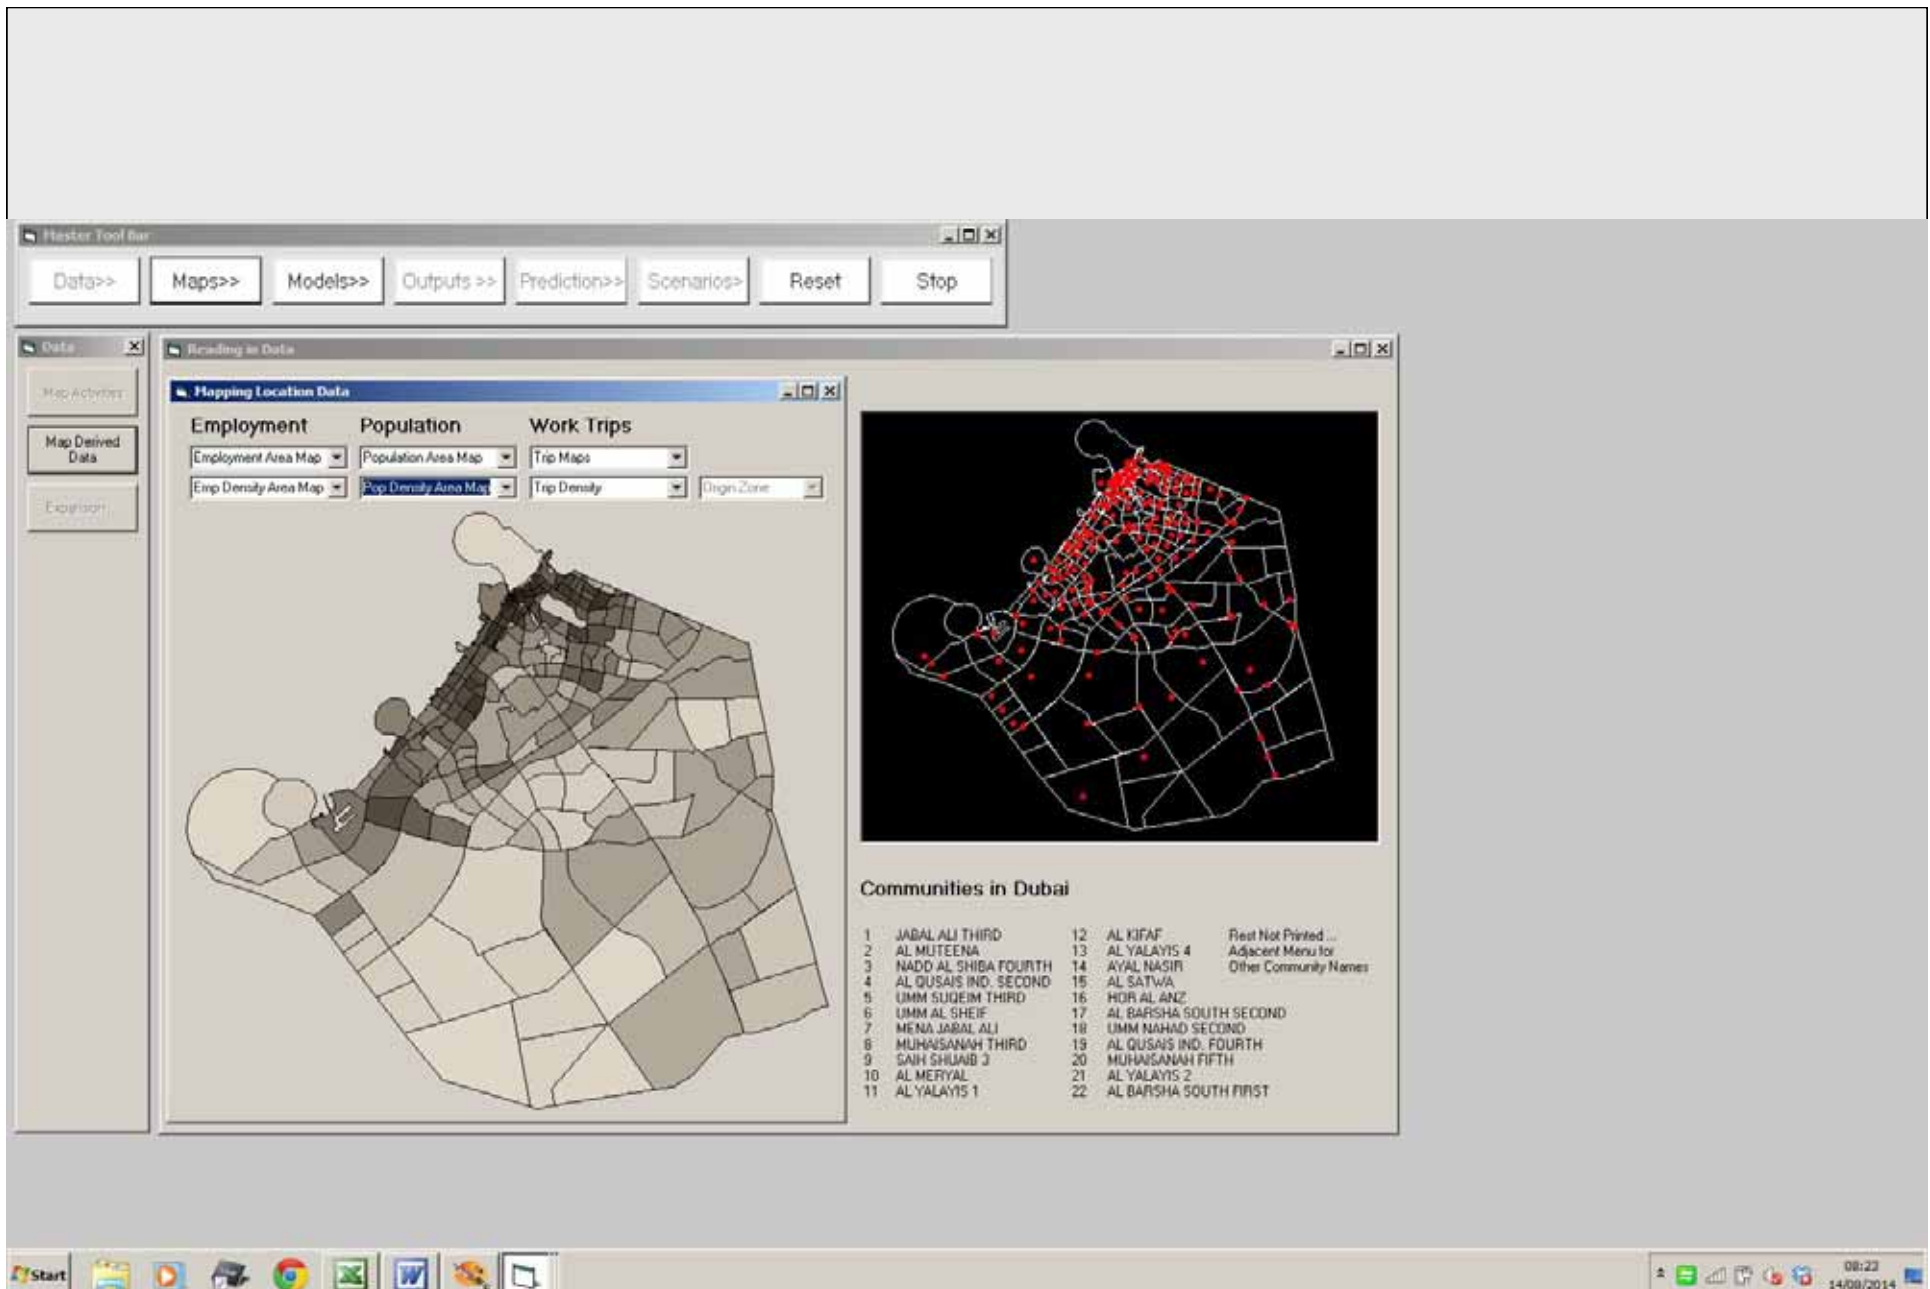 Master Tool Bar
Data>> Maps>> Models>> Outputs >> Prediction>> Scenarios> Reset Stop
Data
Map Activities
Map Derived
Data
Reading in Data
Mapping Location Data
Employment Population Work Trips
Employment Area Map Population Area Map Trip Maps
Emp Density Area Map Pop Density Area Map Trip Density Origin Zone
Communities in Dubai
1 JABAL ALI THIRD
2 AL MUTEENA
3 NADD AL SHIBA FOURTH
4 AL QUSAIS IND. SECOND
5 UMM SUQEIM THIRD
6 UMM AL SHEIF
7 MENA JABAL ALI
8 MUHAISANAH THIRD
9 SAIH SHUAIB 3
10 AL MERYAL
11 AL YALAYIS 1
12 AL KIFAF
13 AL YALAYIS 4
14 AYAL NASIR
15 AL SATWA
16 HOR AL ANZ
17 AL BARSHA SOUTH SECOND
18 UMM NAHAD SECOND
19 AL QUSAIS IND. FOURTH
20 MUHAISANAH FIFTH
21 AL YALAYIS 2
22 AL BARSHA SOUTH FIRST
Rest Not Printed ...
Adjacent Menu for
Other Community Names
Start
08:22
14/08/2014